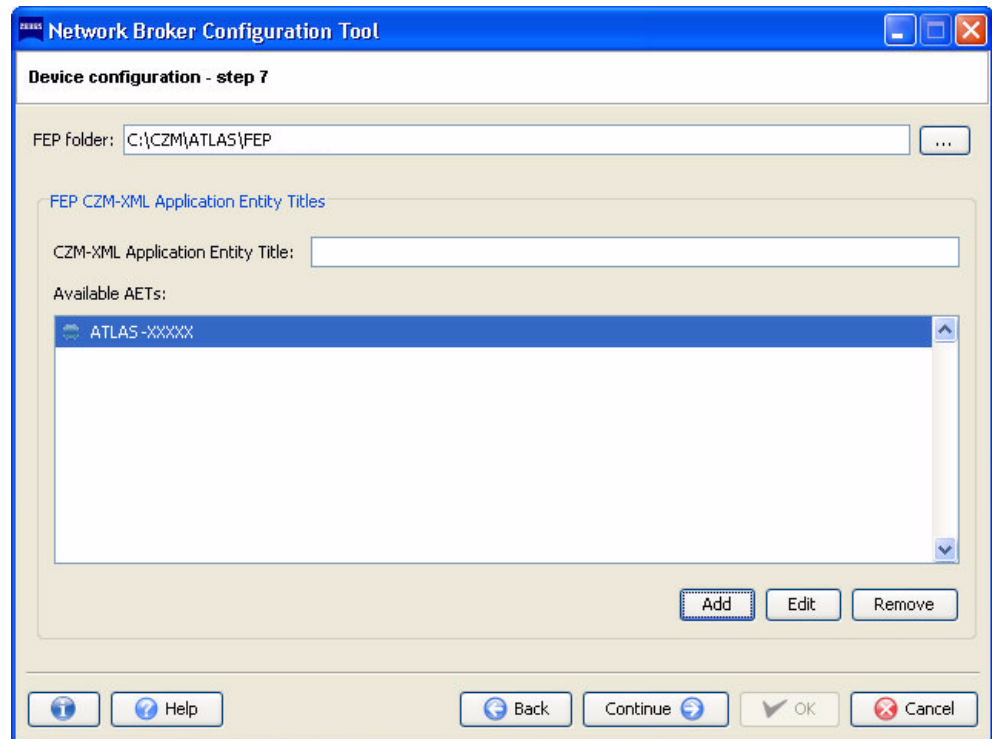 ZEISS Network Broker Configuration Tool
Device configuration - step 7
FEP folder: C:\CZM\ATLAS\FEP ...
FEP CZM-XML Application Entity Titles
CZM-XML Application Entity Title:
Available AETs:
ATLAS-XXXXX
Add Edit Remove
Help Back Continue OK Cancel